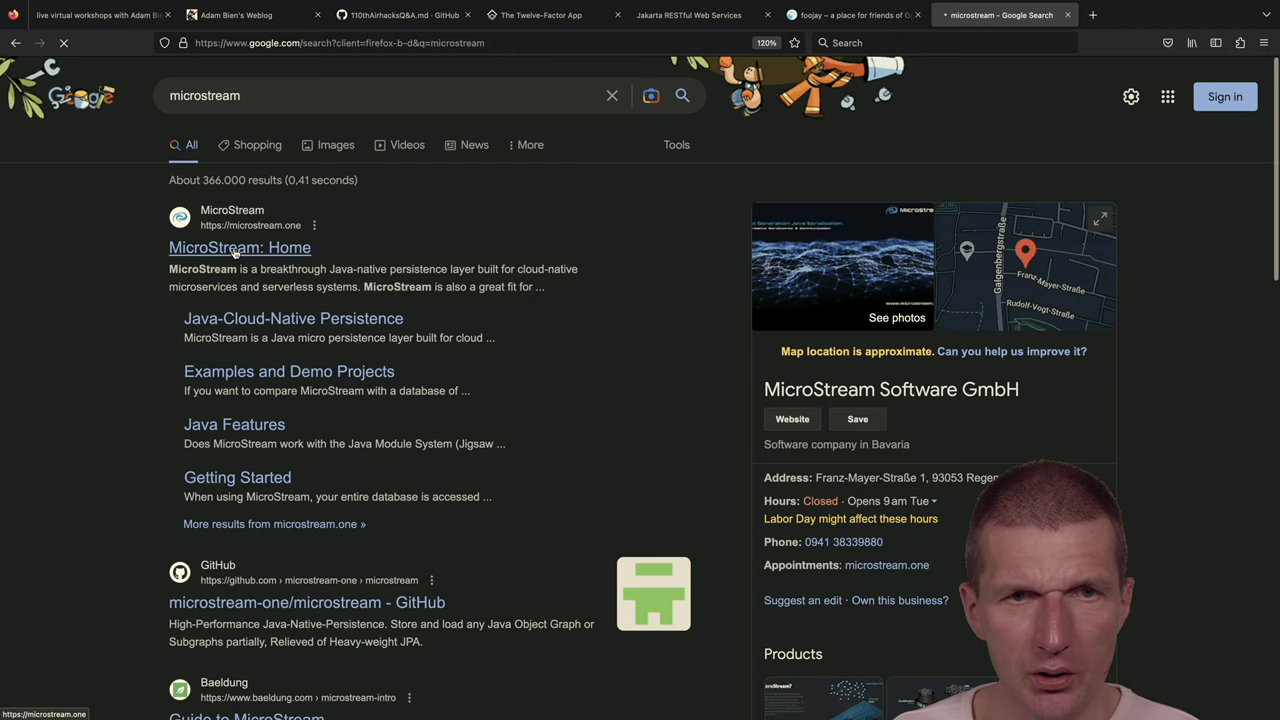 live virtual workshops with Adam Bi
Adam Bien's Weblog
110thAirhacksQ&A.md · GitHub
The Twelve-Factor App
Jakarta RESTful Web Services
foojay – a place for friends of O
microstream - Google Search
https://www.google.com/search?client=firefox-b-d&q=microstream
120%
Search
Google
microstream
Sign in
All
Shopping
Images
Videos
News
More
Tools
About 366.000 results (0,41 seconds)
MicroStream
https://microstream.one
MicroStream: Home
MicroStream is a breakthrough Java-native persistence layer built for cloud-native
microservices and serverless systems. MicroStream is also a great fit for ...
Java-Cloud-Native Persistence
MicroStream is a Java micro persistence layer built for cloud ...
Examples and Demo Projects
If you want to compare MicroStream with a database of ...
Java Features
Does MicroStream work with the Java Module System (Jigsaw ...
Getting Started
When using MicroStream, your entire database is accessed ...
More results from microstream.one »
GitHub
https://github.com › microstream-one › microstream
microstream-one/microstream - GitHub
High-Performance Java-Native-Persistence. Store and load any Java Object Graph or
Subgraphs partially, Relieved of Heavy-weight JPA.
Baeldung
https://www.baeldung.com › microstream-intro
Guide to MicroStream
See photos
Galgenbergstraße
Franz-Mayer-Straße
Rudolf-Vogt-Straße
Map location is approximate. Can you help us improve it?
MicroStream Software GmbH
Website
Save
Software company in Bavaria
Address: Franz-Mayer-Straße 1, 93053 Regen
Hours: Closed · Opens 9 am Tue
Labor Day might affect these hours
Phone: 0941 38339880
Appointments: microstream.one
Suggest an edit · Own this business?
Products
https://microstream.one